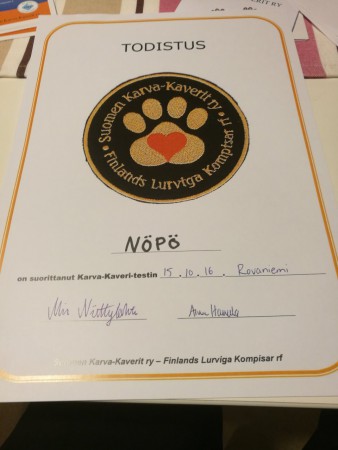 TODISTUS
• Suomen Karva-Kaverit ry •
Finlands Lurviga Kompisar rf
NÖPÖ
on suorittanut Karva-Kaveri-testin 15.10.16 Rovaniemi
Karva-Kaverit ry – Finlands Lurviga Kompisar rf